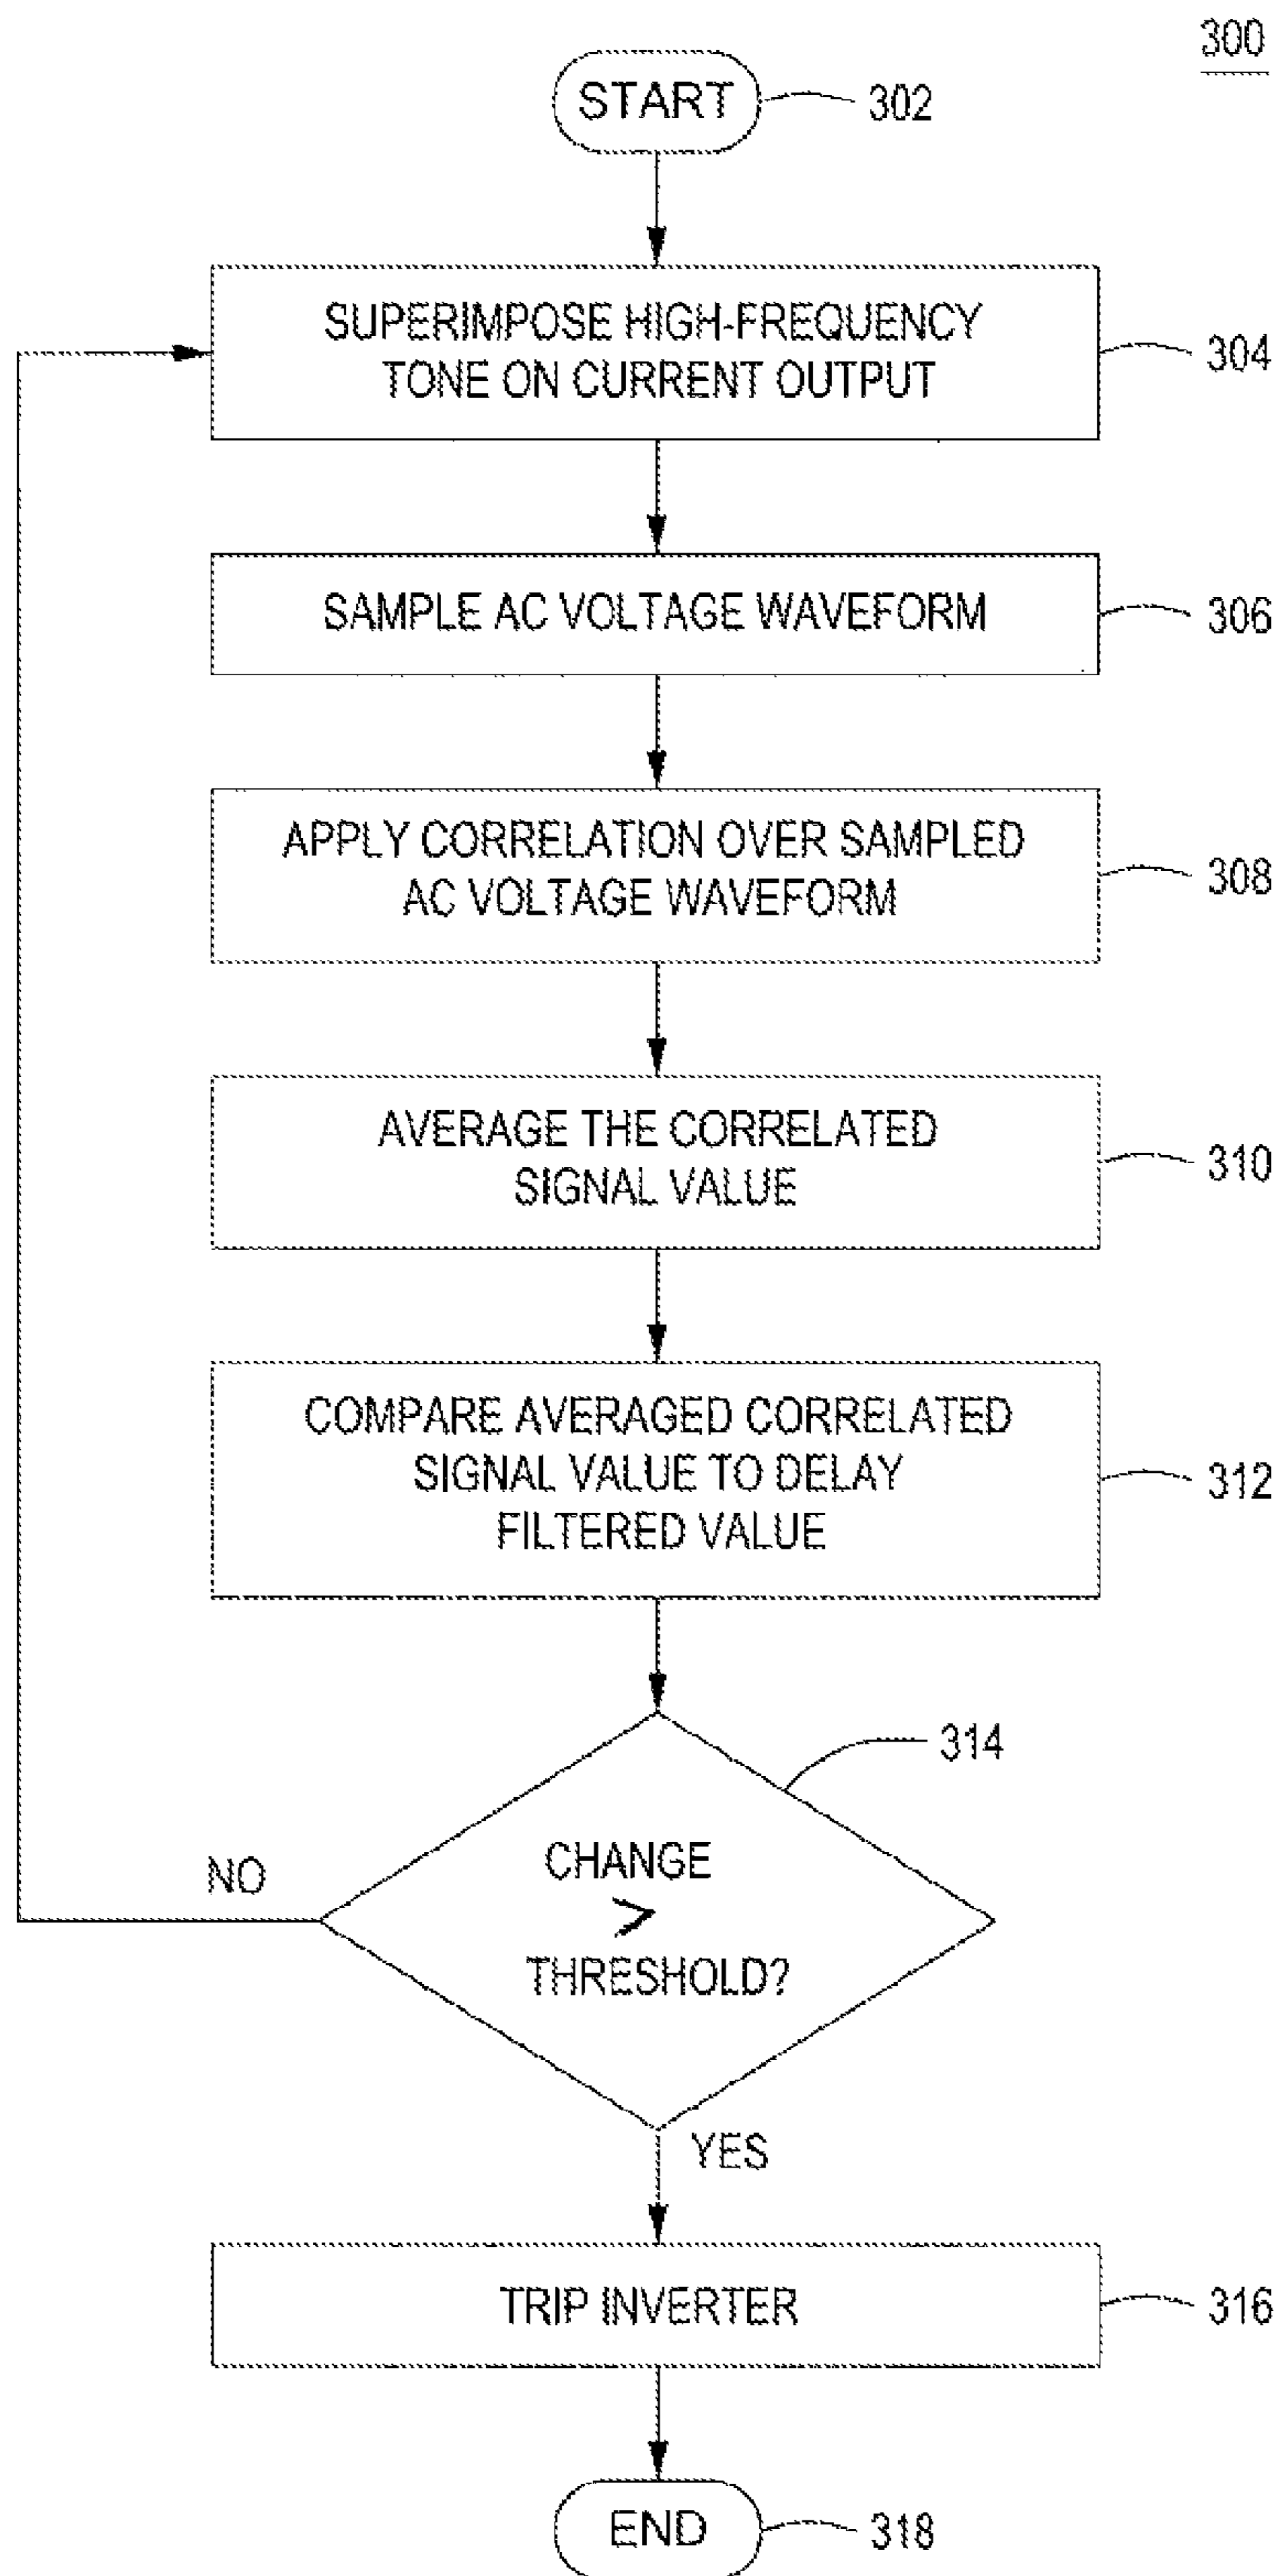 300
START
302
SUPERIMPOSE HIGH-FREQUENCY
TONE ON CURRENT OUTPUT
304
SAMPLE AC VOLTAGE WAVEFORM
306
APPLY CORRELATION OVER SAMPLED
AC VOLTAGE WAVEFORM
308
AVERAGE THE CORRELATED
SIGNAL VALUE
310
COMPARE AVERAGED CORRELATED
SIGNAL VALUE TO DELAY
FILTERED VALUE
312
314
CHANGE
>
THRESHOLD?
NO
YES
TRIP INVERTER
316
END
318